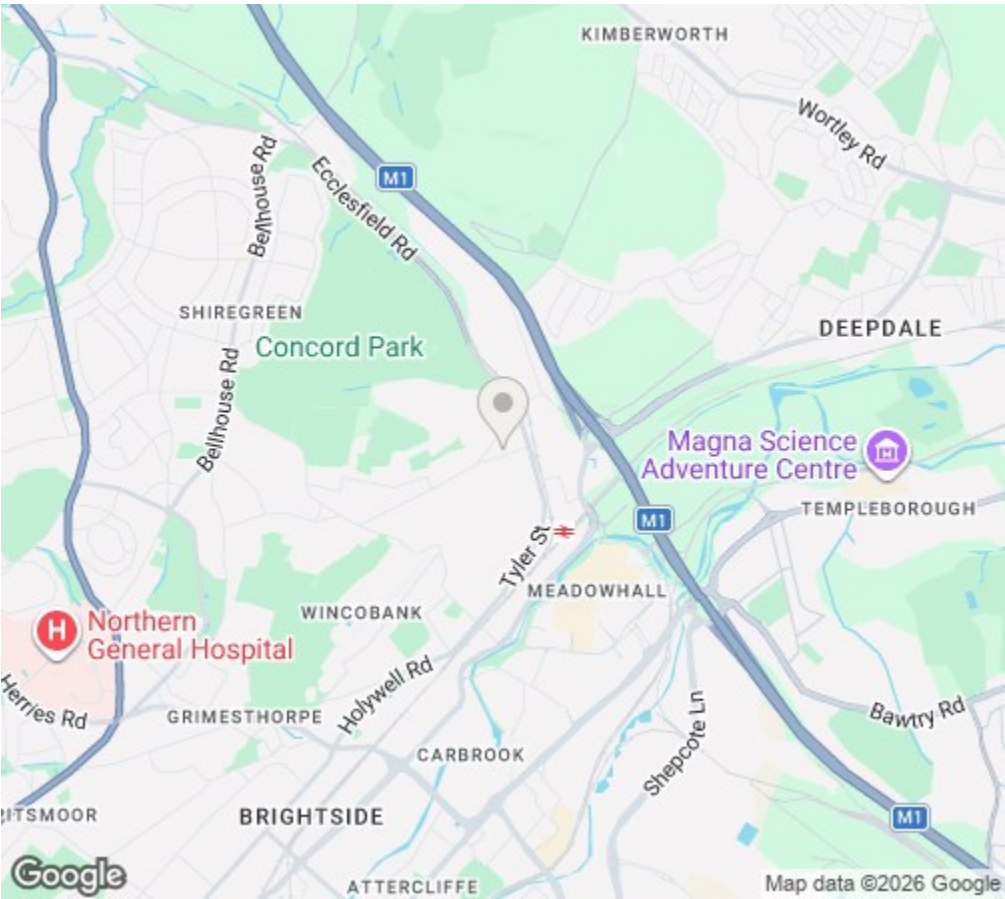 KIMBERWORTH
Wortley Rd
M1
Bellhouse Rd
Ecclesfield Rd
SHIREGREEN
Concord Park
DEEPDALE
Bellhouse Rd
Magna Science
Adventure Centre
TEMPLEBOROUGH
M1
Tyler St
MEADOWHALL
WINCOBANK
H
Northern
General Hospital
Herries Rd
Holywell Rd
GRIMESTHORPE
Shepcote Ln
Bawtry Rd
CARBROOK
BRIGHTSIDE
PITSMOOR
M1
ATTERCLIFFE
Google
Map data ©2026 Google